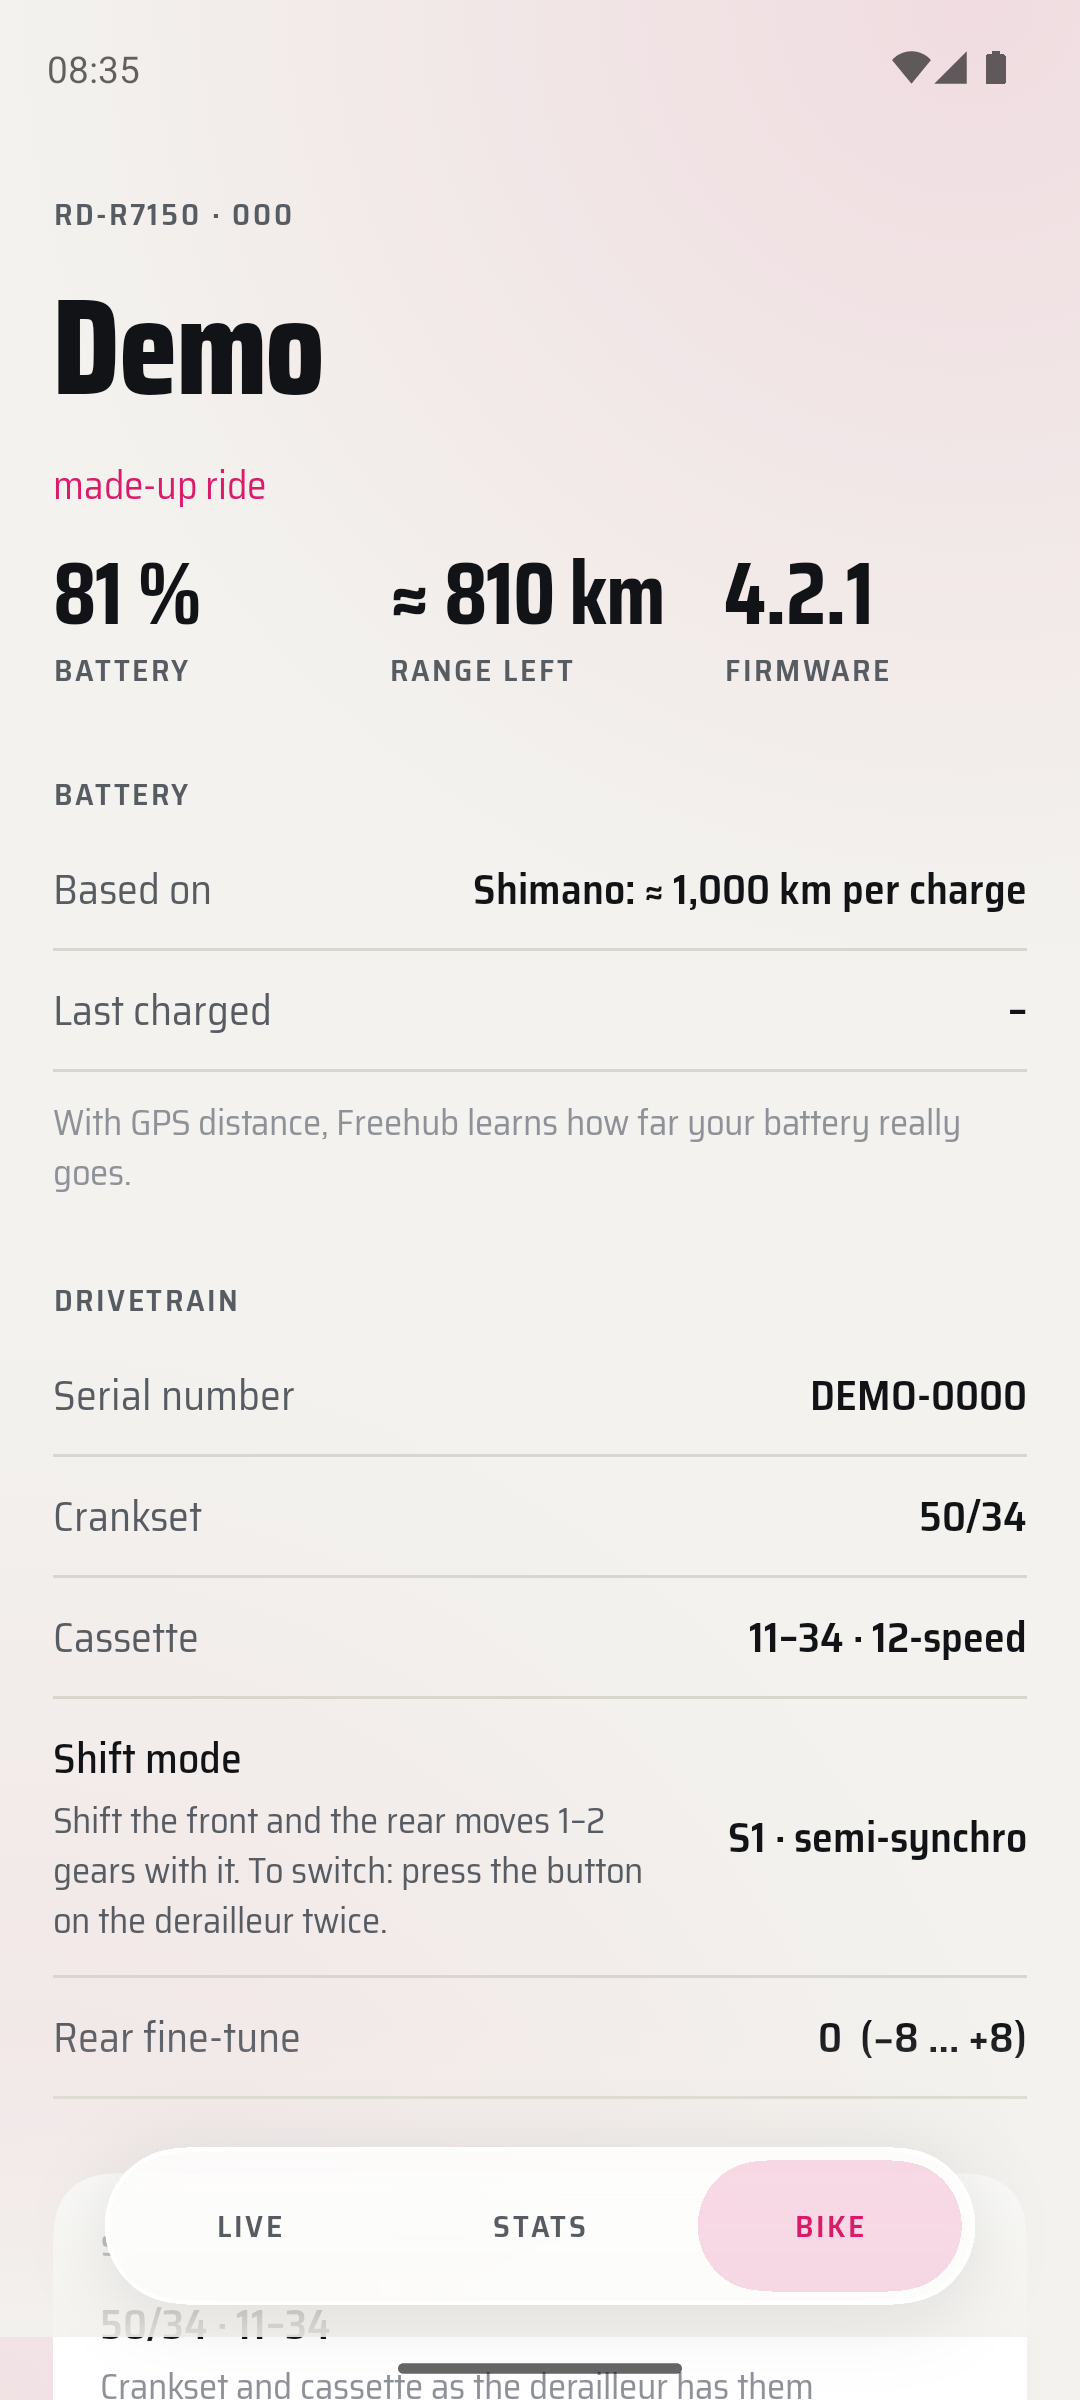 08:35
RD-R7150 · 000
Demo
made-up ride
81 %
≈ 810 km
4.2.1
BATTERY
RANGE LEFT
FIRMWARE
BATTERY
Based on
Shimano: ≈ 1,000 km per charge
Last charged
–
With GPS distance, Freehub learns how far your battery really
goes.
DRIVETRAIN
Serial number
DEMO-0000
Crankset
50/34
Cassette
11–34 · 12-speed
Shift mode
Shift the front and the rear moves 1–2
gears with it. To switch: press the button
on the derailleur twice.
S1 · semi-synchro
Rear fine-tune
0 (−8 … +8)
LIVE
STATS
BIKE
50/34 · 11–34
Crankset and cassette as the derailleur has them